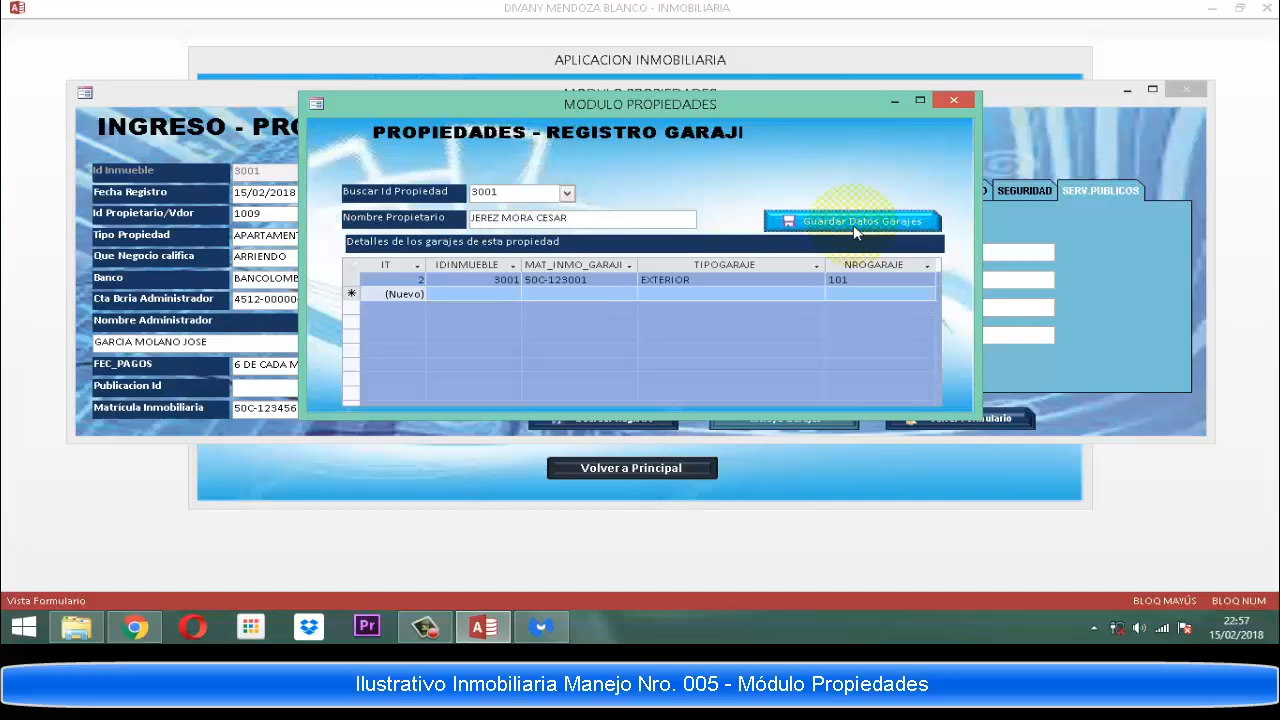 DIVANY MENDOZA BLANCO - INMOBILIARIA
APLICACION INMOBILIARIA
MODULO PROPIEDADES
INGRESO - PRO
PROPIEDADES - REGISTRO GARAJI
Id Inmueble 3001
Fecha Registro 15/02/2018
Id Propietario/Vdor 1009
Tipo Propiedad APARTAMENT
Que Negocio califica ARRIENDO
Banco BANCOLOMB
Cta Bcria Administrador 4512-00000
Nombre Administrador
GARCIA MOLANO JOSE
FEC_PAGOS 6 DE CADA M
Publicacion Id
Matrícula Inmobiliaria 50C-123456
Buscar Id Propiedad 3001
Nombre Propietario JEREZ MORA CESAR
Guardar Datos Garajes
Detalles de los garajes de esta propiedad
IT IDINMUEBLE MAT_INMO_GARAJI TIPOGARAJE NROGARAJE
2 3001 50C-123001 EXTERIOR 101
(Nuevo)
O SEGURIDAD SERV.PUBLICOS
Volver a Principal
Vista Formulario
BLOQ MAYÚS BLOQ NUM
Pr
22:57
15/02/2018
Ilustrativo Inmobiliaria Manejo Nro. 005 - Módulo Propiedades